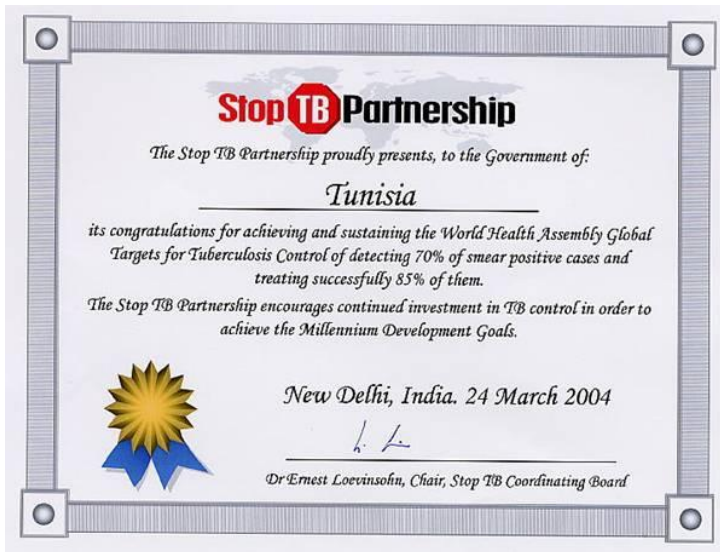 Stop TB Partnership
The Stop TB Partnership proudly presents, to the Government of:
Tunisia
its congratulations for achieving and sustaining the World Health Assembly Global
Targets for Tuberculosis Control of detecting 70% of smear positive cases and
treating successfully 85% of them.
The Stop TB Partnership encourages continued investment in TB control in order to
achieve the Millennium Development Goals.
New Delhi, India. 24 March 2004
Dr Ernest Loevinsohn, Chair, Stop TB Coordinating Board